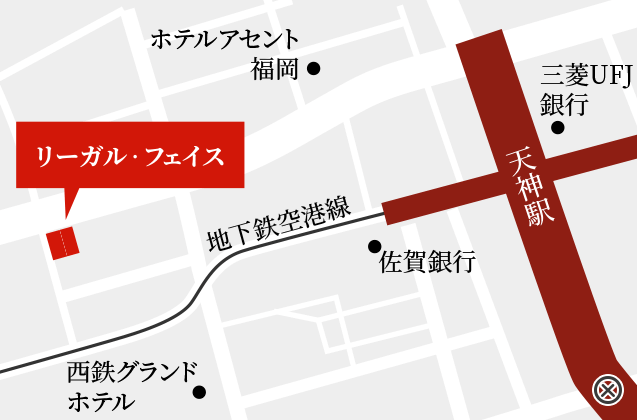 ホテルアセント
福岡
三菱UFJ
銀行
リーガル・フェイス
天神駅
地下鉄空港線
佐賀銀行
西鉄グランド
ホテル